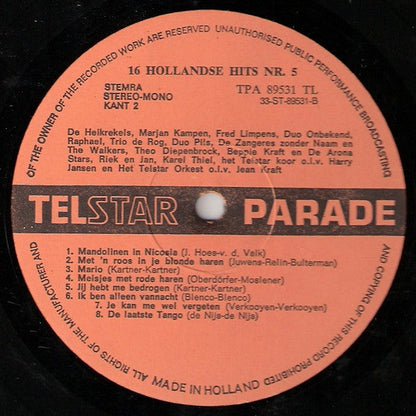 OF THE OWNER OF THE RECORDED WORK ARE RESERVED UNAUTHORISED PUBLIC PERFORMANCE BROADCASTING
16 HOLLANDSE HITS NR. 5
STEMRA
STEREO-MONO
KANT 2
TPA 89531 TL
33-ST-89531-B
De Heikrekels, Marjan Kampen, Fred Limpens, Duo Onbekend,
Raphael, Trio de Rog, Duo Pils, De Zangeres zonder Naam en
The Walkers, Theo Diepenbrock, Beppie Kraft en De Arona
Stars, Riek en Jan, Karel Thiel, het Telstar koor o.l.v. Harry
Jansen en Het Telstar Orkest o.l.v. Jean Kraft
TELSTAR PARADE
1. Mandolinen in Nicosia (J. Hoes-v. d. Valk)
2. Met 'n roos in je blonde haren (Juwens-Relin-Bulterman)
3. Mario (Kartner-Kartner)
4. Meisjes met rode haren (Oberdörfer-Moslener)
5. Jij hebt me bedrogen (Kartner-Kartner)
6. Ik ben alleen vannacht (Blenco-Blenco)
7. Je kan me wel vergeten (Verkooyen-Verkooyen)
8. De laatste Tango (de Nijs-de Nijs)
AND COPYING OF THIS RECORD PROHIBITED
MADE IN HOLLAND
ALL RIGHTS OF THE MANUFACTURER AND